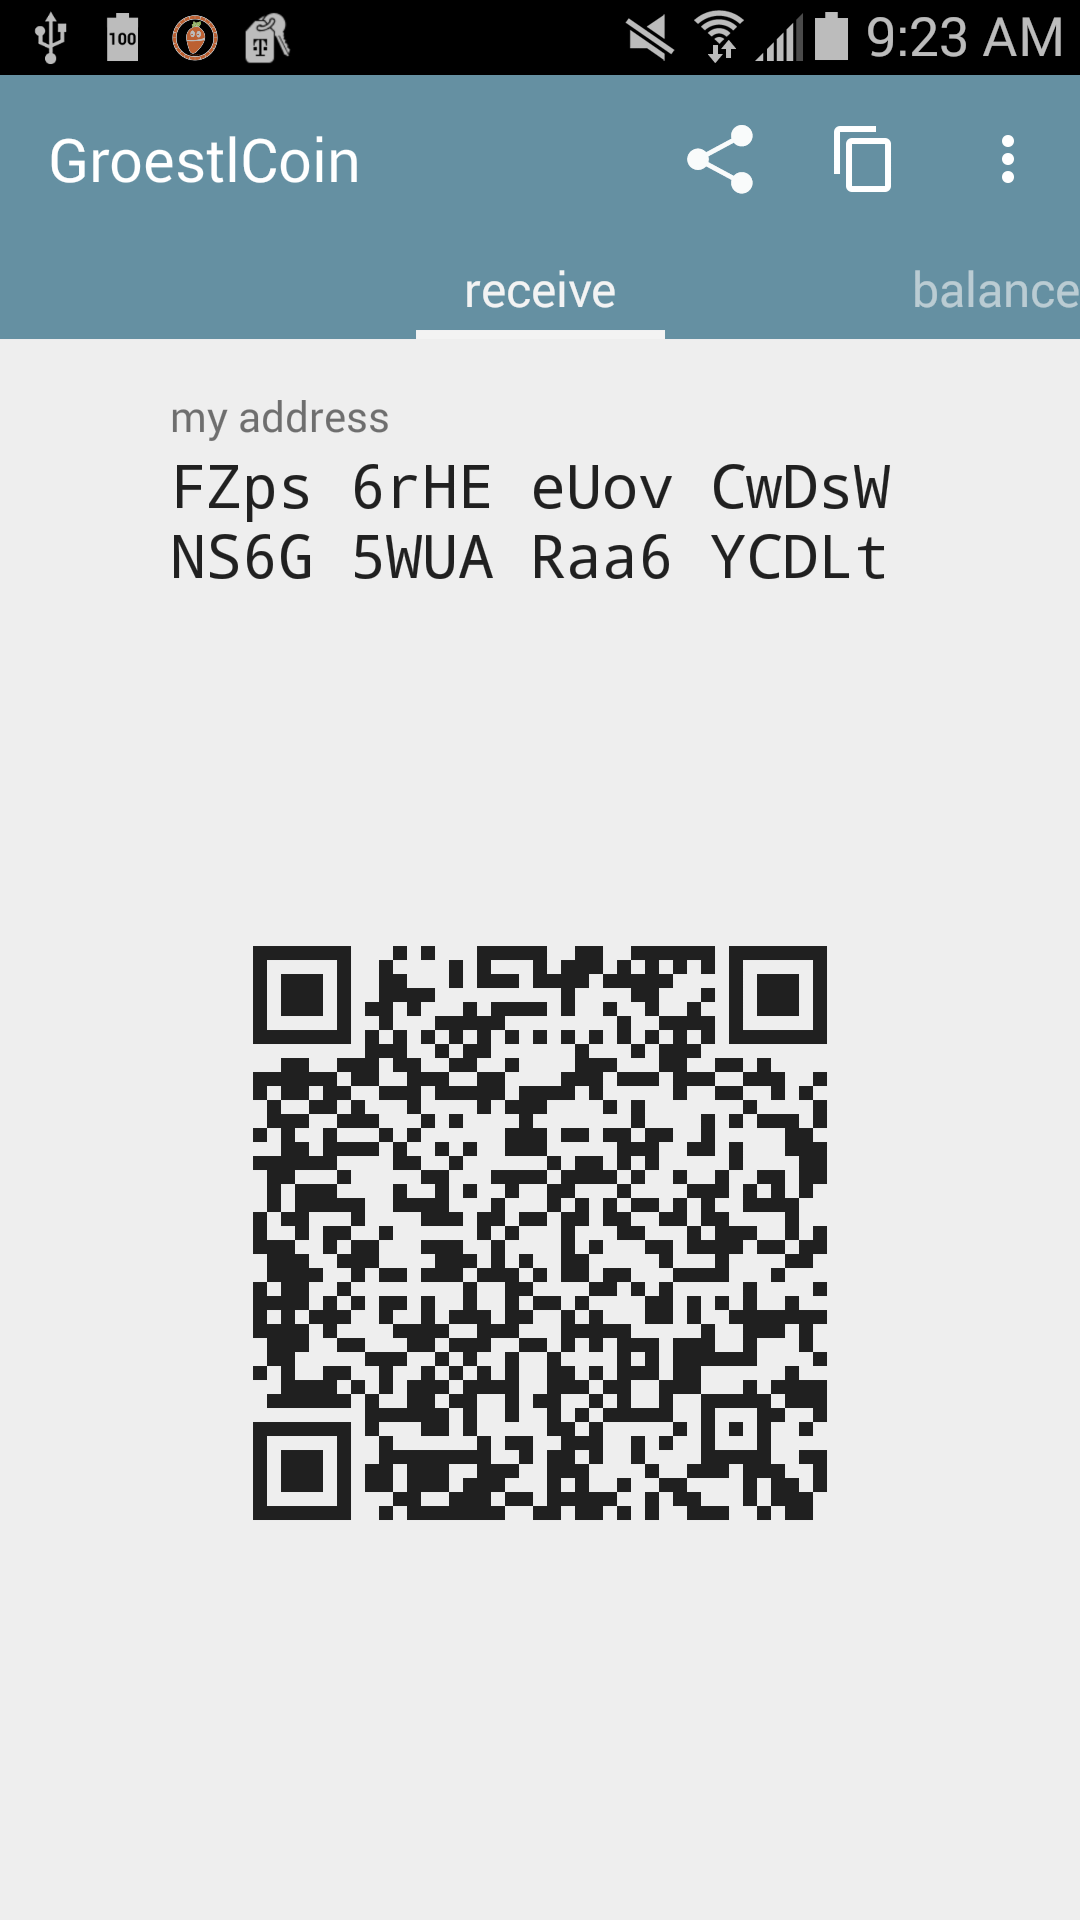 100
T
9:23 AM
GroestlCoin
receive
balance
my address
FZps 6rHE eUov CwDsW
NS6G 5WUA Raa6 YCDLt